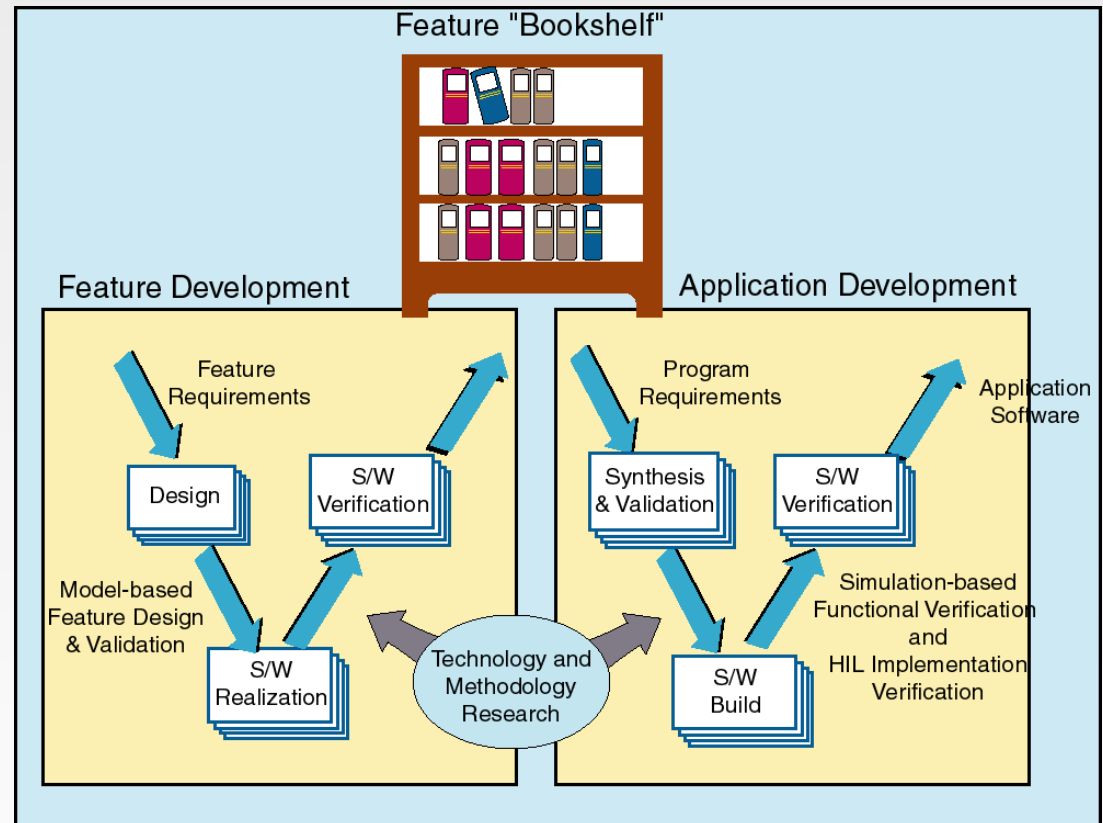 Feature "Bookshelf"
Feature Development
Application Development
Feature
Requirements
Design
S/W
Verification
Model-based
Feature Design
& Validation
S/W
Realization
Technology and
Methodology
Research
Program
Requirements
Application
Software
Synthesis
& Validation
S/W
Verification
Simulation-based
Functional Verification
and
HIL Implementation
Verification
S/W
Build